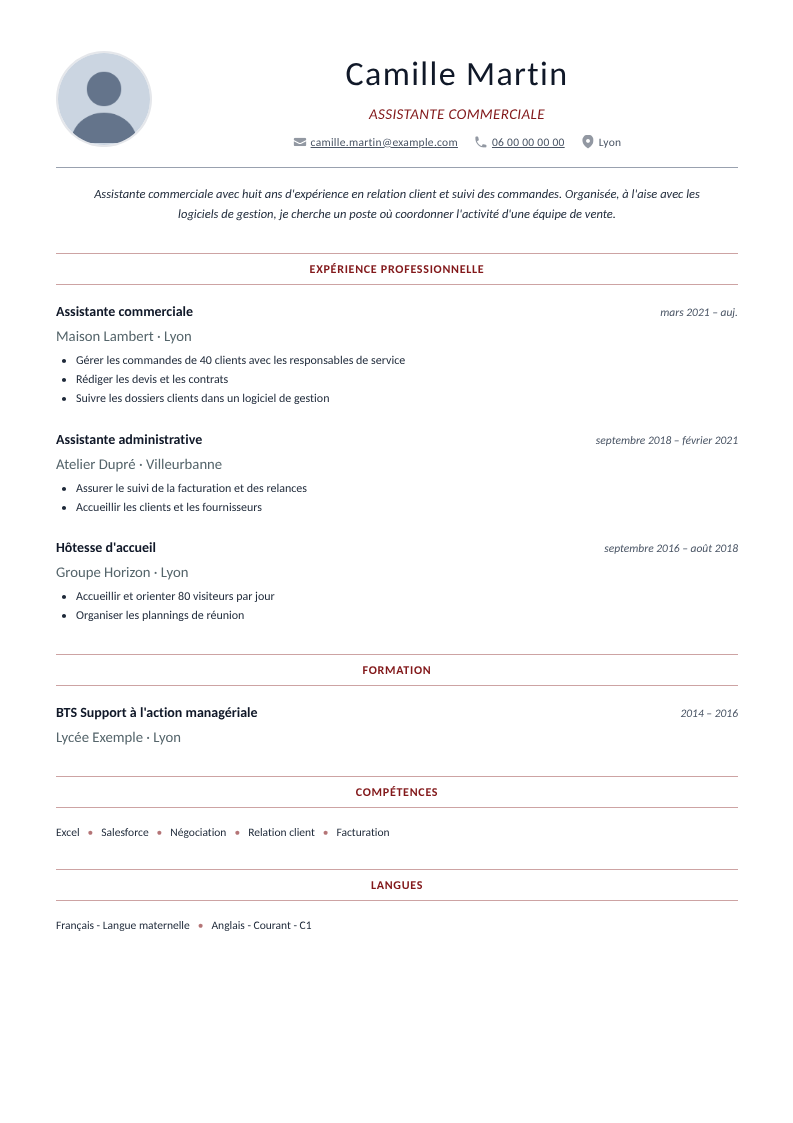 Camille Martin
ASSISTANTE COMMERCIALE
camille.martin@example.com 06 00 00 00 00 Lyon
Assistante commerciale avec huit ans d'expérience en relation client et suivi des commandes. Organisée, à l'aise avec les
logiciels de gestion, je cherche un poste où coordonner l'activité d'une équipe de vente.
EXPÉRIENCE PROFESSIONNELLE
Assistante commerciale mars 2021 – auj.
Maison Lambert · Lyon
• Gérer les commandes de 40 clients avec les responsables de service
• Rédiger les devis et les contrats
• Suivre les dossiers clients dans un logiciel de gestion
Assistante administrative septembre 2018 – février 2021
Atelier Dupré · Villeurbanne
• Assurer le suivi de la facturation et des relances
• Accueillir les clients et les fournisseurs
Hôtesse d'accueil septembre 2016 – août 2018
Groupe Horizon · Lyon
• Accueillir et orienter 80 visiteurs par jour
• Organiser les plannings de réunion
FORMATION
BTS Support à l'action managériale 2014 – 2016
Lycée Exemple · Lyon
COMPÉTENCES
Excel • Salesforce • Négociation • Relation client • Facturation
LANGUES
Français - Langue maternelle • Anglais - Courant - C1